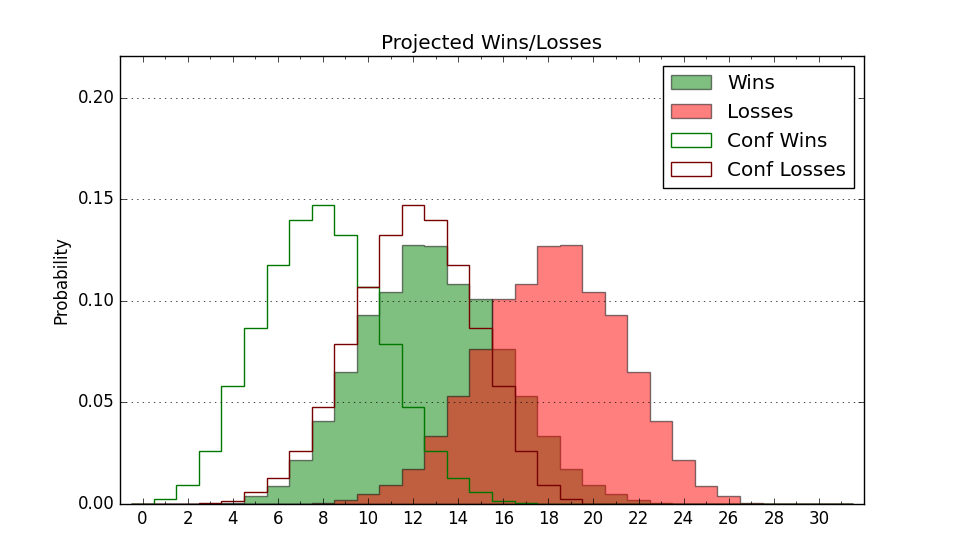 Projected Wins/Losses
Wins
Losses
Conf Wins
Conf Losses
Probability
0.20
0.15
0.10
0.05
0.00
0 2 4 6 8 10 12 14 16 18 20 22 24 26 28 30